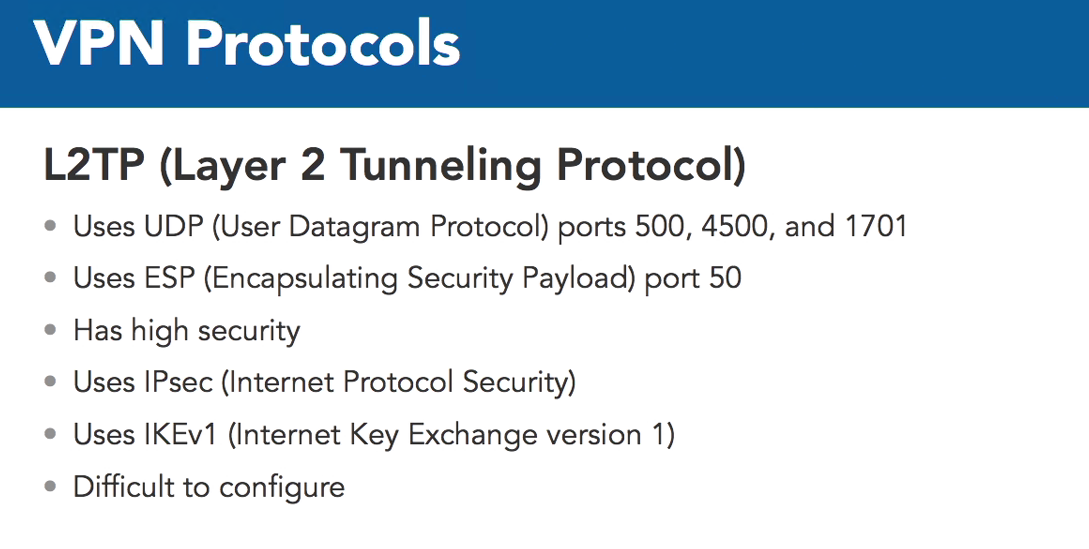 VPN Protocols
L2TP (Layer 2 Tunneling Protocol)
• Uses UDP (User Datagram Protocol) ports 500, 4500, and 1701
• Uses ESP (Encapsulating Security Payload) port 50
• Has high security
• Uses IPsec (Internet Protocol Security)
• Uses IKEv1 (Internet Key Exchange version 1)
• Difficult to configure